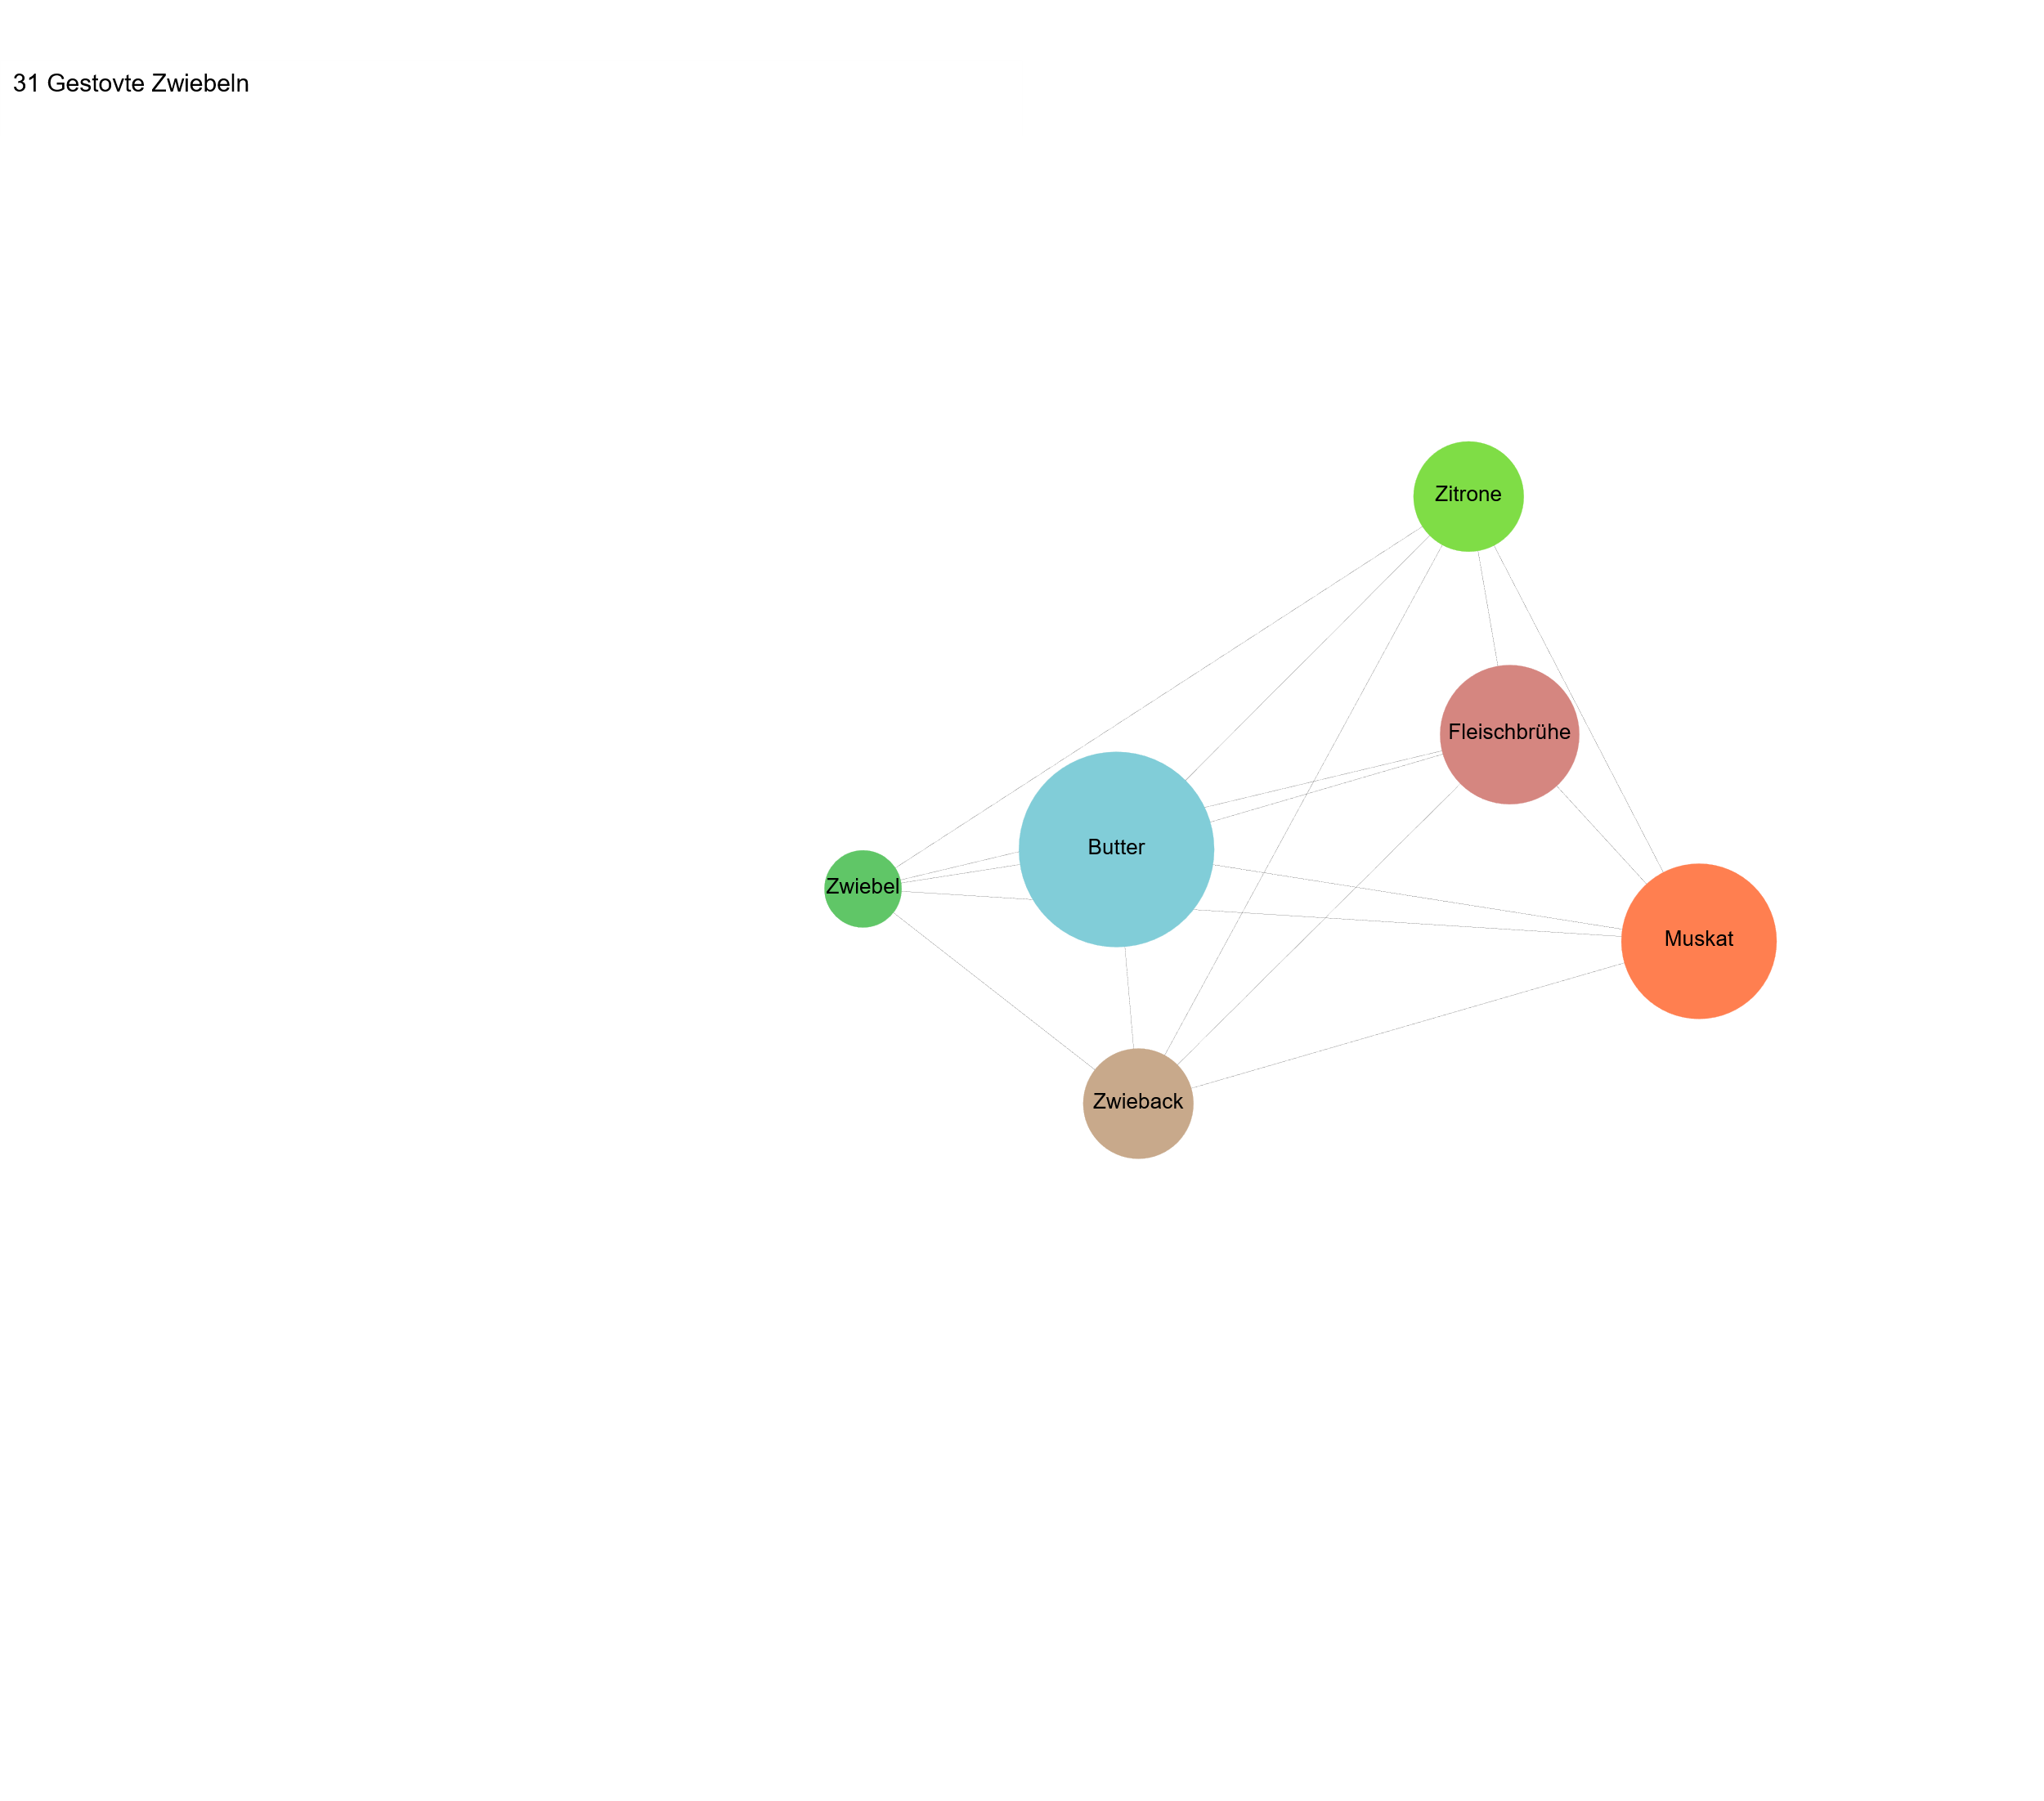 31 Gestovte Zwiebeln
Zitrone
Fleischbrühe
Butter
Zwiebel
Muskat
Zwieback